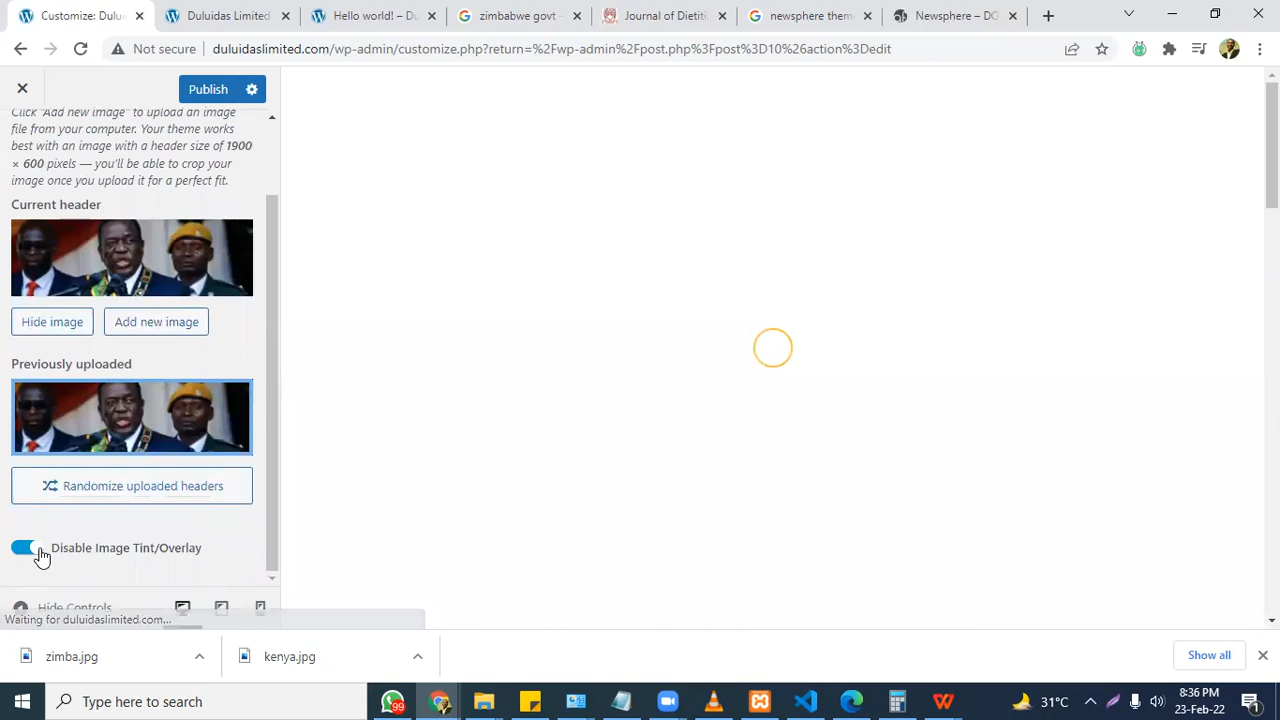 Customize: Dulu
Duluidas Limited
Hello world! – Du
zimbabwe govt -
Journal of Dietiti
newsphere them
Newsphere – DO
Not secure
duluidaslimited.com/wp-admin/customize.php?return=%2Fwp-admin%2Fpost.php%3Fpost%3D10%26action%3Dedit
Publish
Click "Add new image" to upload an image
file from your computer. Your theme works
best with an image with a header size of 1900
× 600 pixels — you'll be able to crop your
image once you upload it for a perfect fit.
Current header
Hide image
Add new image
Previously uploaded
Randomize uploaded headers
Disable Image Tint/Overlay
Hide Controls
Waiting for duluidaslimited.com...
zimba.jpg
kenya.jpg
Show all
Type here to search
99
31°C
8:36 PM
23-Feb-22
1